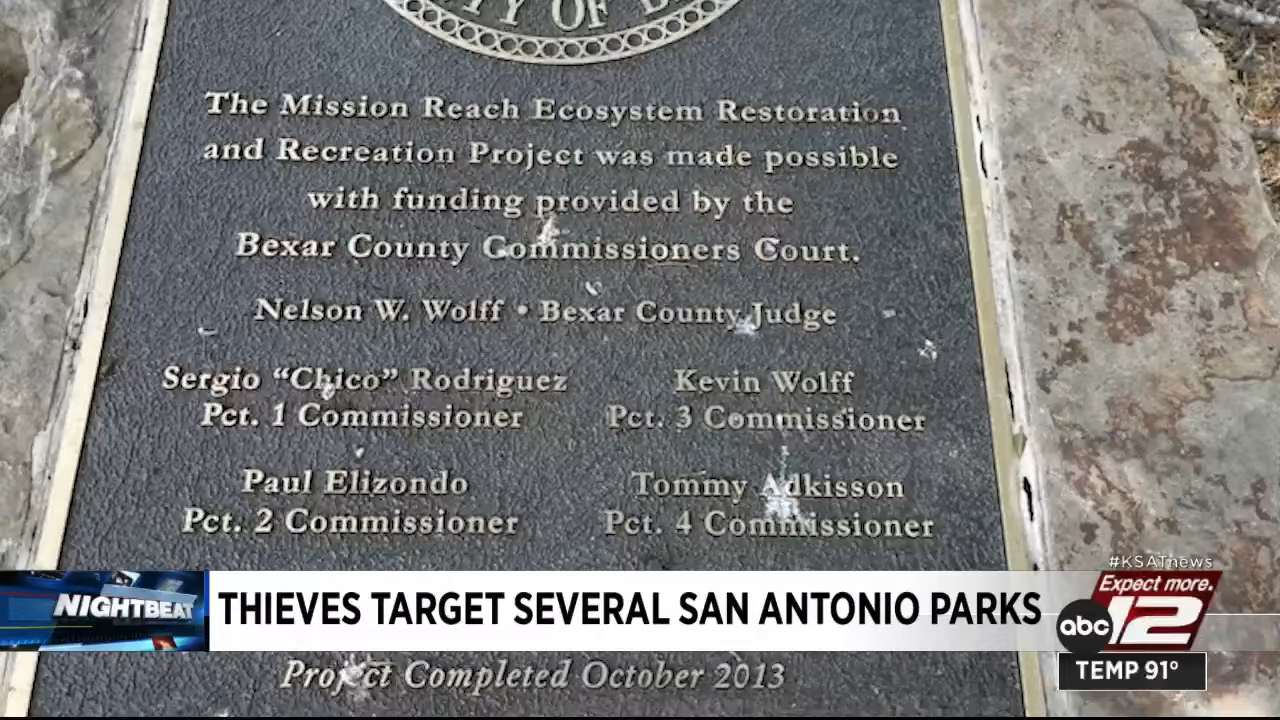 TY OF B
The Mission Reach Ecosystem Restoration
and Recreation Project was made possible
with funding provided by the
Bexar County Commissioners Court.
Nelson W. Wolff • Bexar County Judge
Sergio “Chico” Rodriguez
Pct. 1 Commissioner
Kevin Wolff
Pct. 3 Commissioner
Paul Elizondo
Pct. 2 Commissioner
Tommy Adkisson
Pct. 4 Commissioner
#KSATnews
Expect more.
NIGHTBEAT
THIEVES TARGET SEVERAL SAN ANTONIO PARKS
abc
12
TEMP 91°
Project Completed October 2013